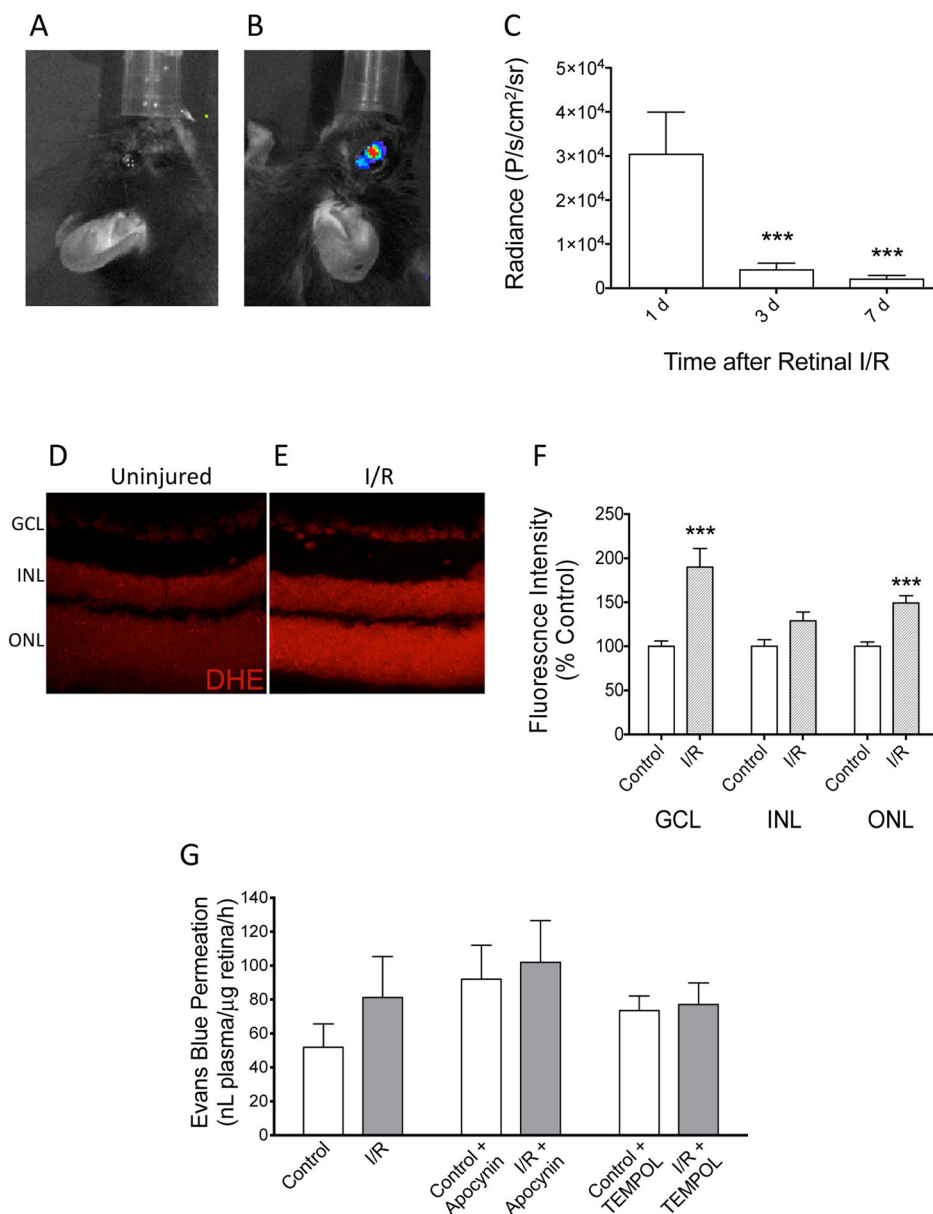 A
B
C
Radiance (P/s/cm²/sr)
5×10⁴
4×10⁴
3×10⁴
2×10⁴
1×10⁴
0
***
***
1 d
3 d
7 d
Time after Retinal I/R
D
E
Uninjured
I/R
GCL
INL
ONL
DHE
F
Fluorescnce Intensity
(% Control)
250
200
150
100
50
0
***
***
Control
I/R
Control
I/R
Control
I/R
GCL
INL
ONL
G
Evans Blue Permeation
(nL plasma/μg retina/h)
140
120
100
80
60
40
20
0
Control
I/R
Control +
Apocynin
I/R +
Apocynin
Control +
TEMPOL
I/R +
TEMPOL